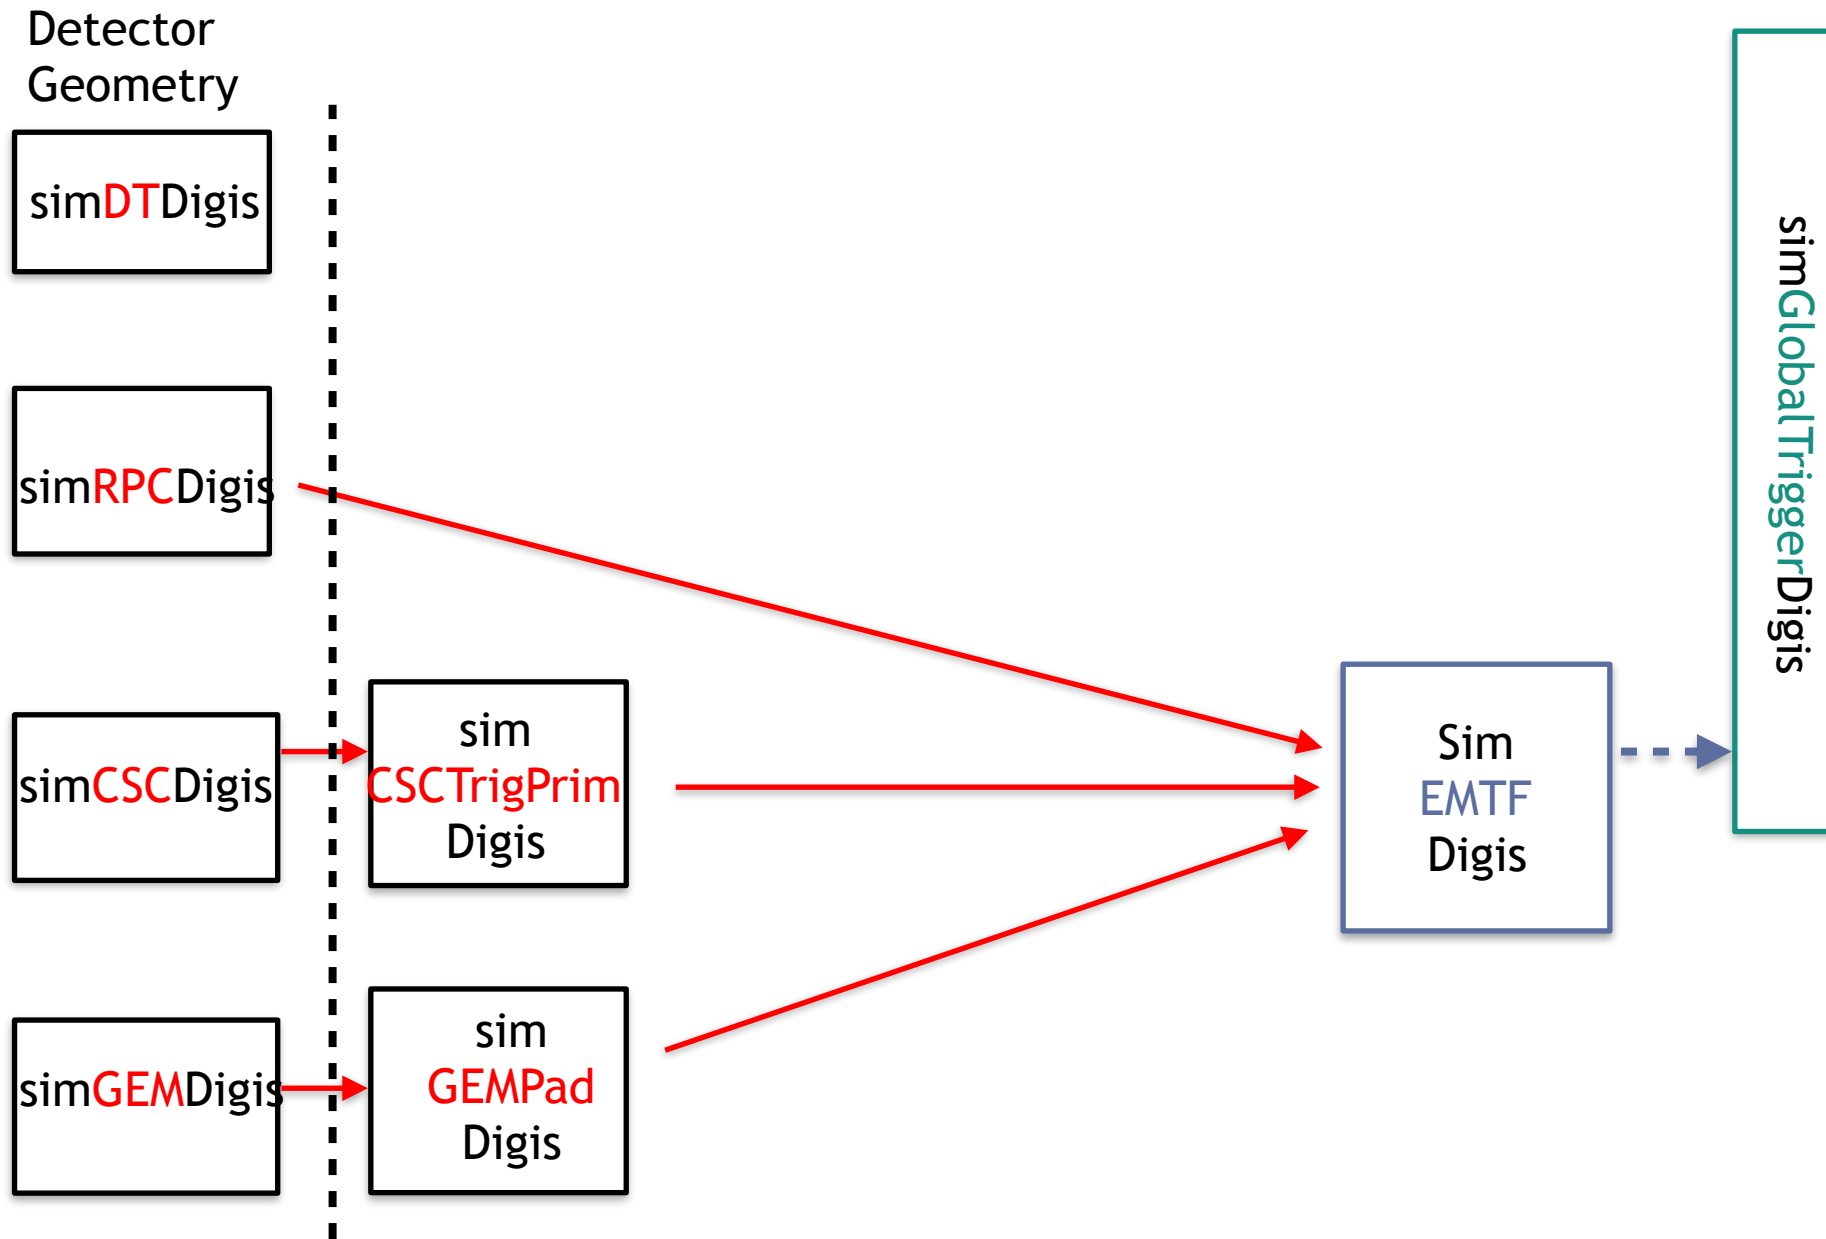 Detector
Geometry
simDTDigis
simRPCDigis
simCSCDigis
simGEMDigis
sim
CSCTrigPrim
Digis
sim
GEMPad
Digis
Sim
EMTF
Digis
simGlobalTriggerDigis